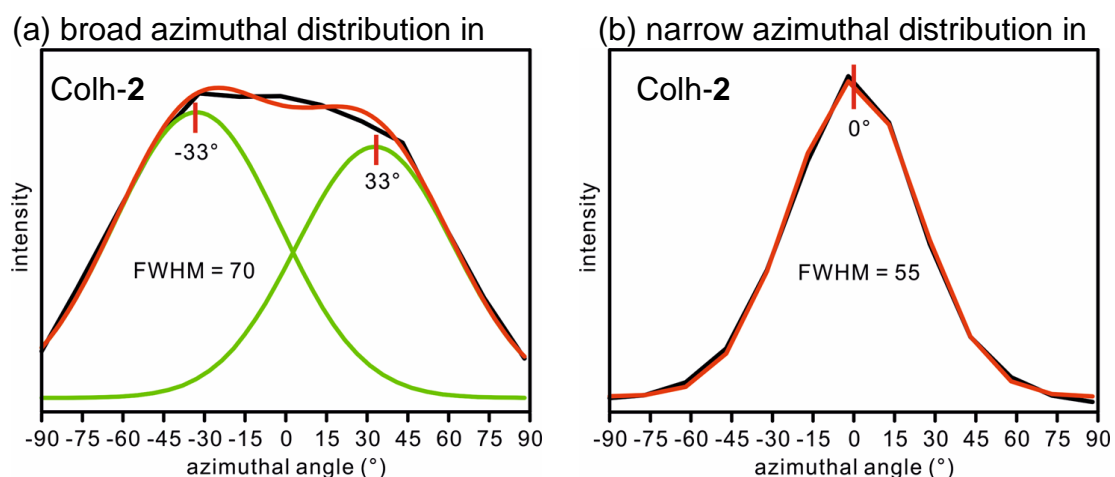 (a) broad azimuthal distribution in
Colh-2
-33°
33°
FWHM = 70
intensity
-90 -75 -60 -45 -30 -15 0 15 30 45 60 75 90
azimuthal angle (°)
(b) narrow azimuthal distribution in
Colh-2
0°
FWHM = 55
intensity
-90 -75 -60 -45 -30 -15 0 15 30 45 60 75 90
azimuthal angle (°)